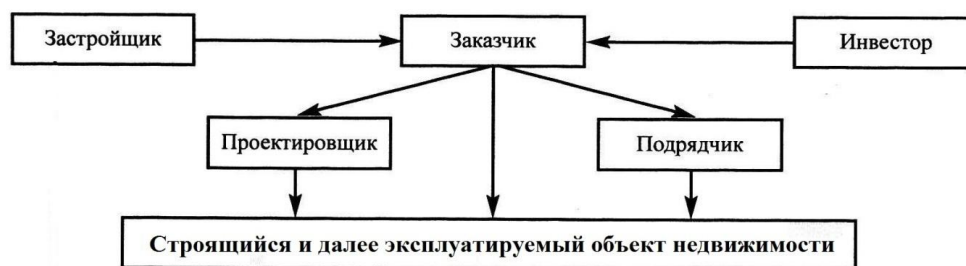 Застройщик
Заказчик
Инвестор
Проектировщик
Подрядчик
Строящийся и далее эксплуатируемый объект недвижимости